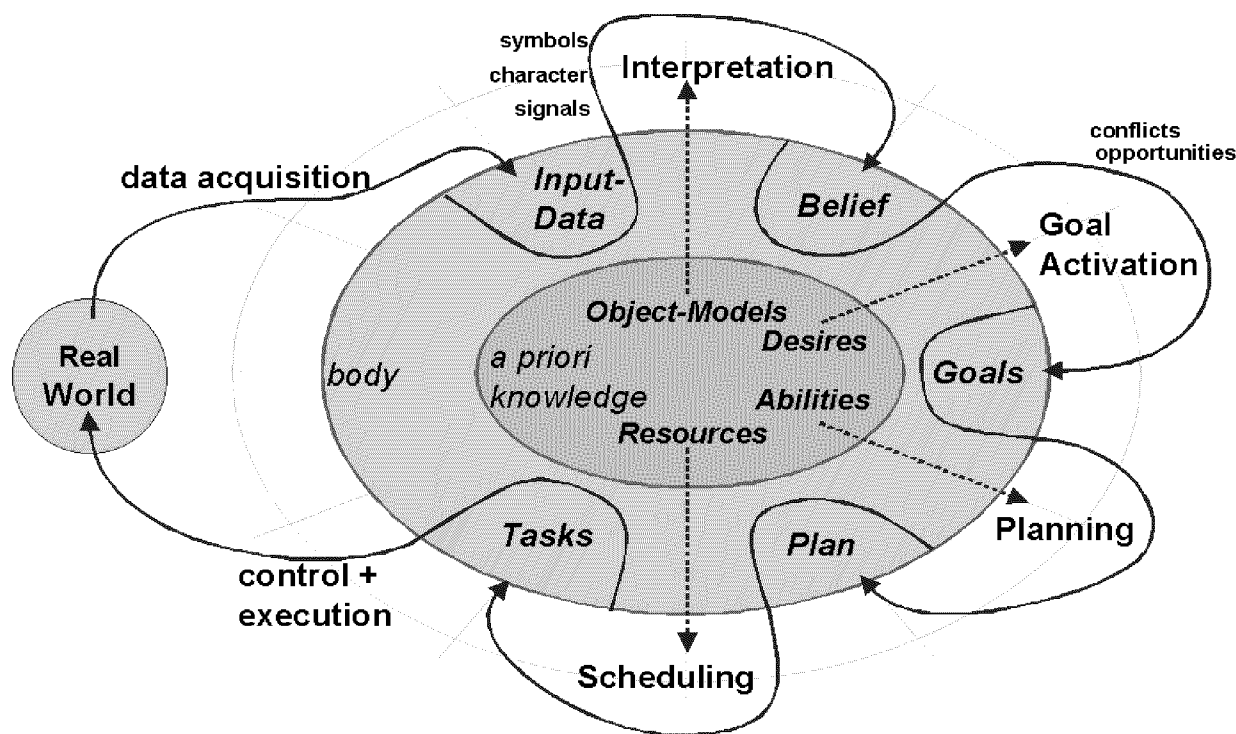 symbols
character
signals
Interpretation
conflicts
opportunities
data acquisition
Input-
Data
Belief
Goal
Activation
Object-Models
Desires
Real
World
body
a priori
knowledge
Goals
Abilities
Resources
Tasks
Plan
Planning
control +
execution
Scheduling